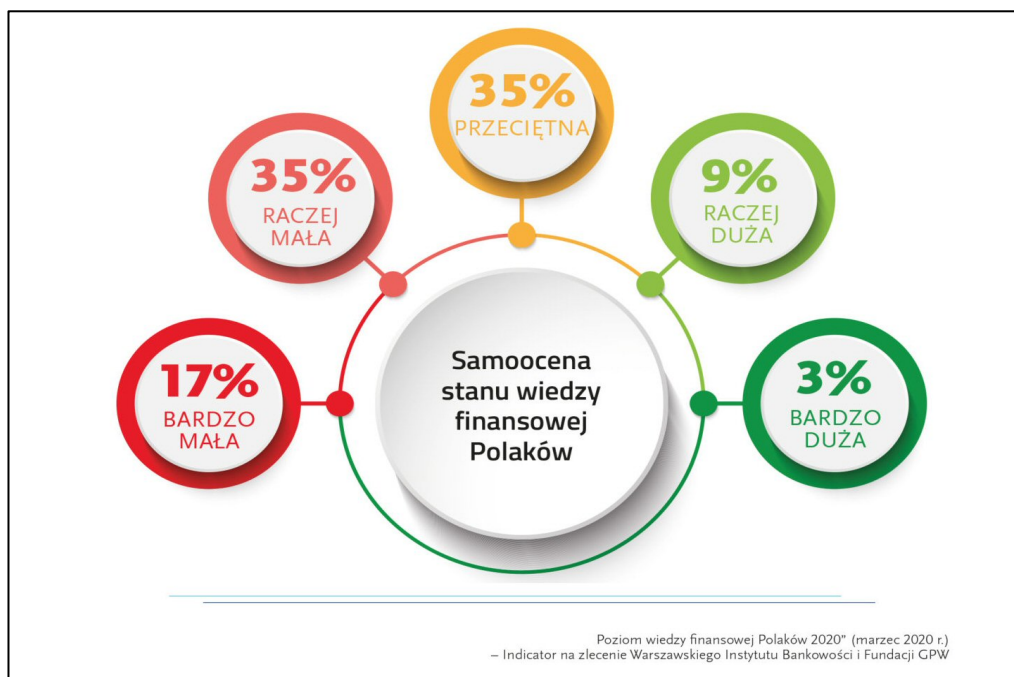 35%
PRZECIĘTNA
35%
RACZEJ
MAŁA
9%
RACZEJ
DUŻA
17%
BARDZO
MAŁA
Samoocena
stanu wiedzy
finansowej
Polaków
3%
BARDZO
DUŻA
Poziom wiedzy finansowej Polaków 2020” (marzec 2020 r.)
– Indicator na zlecenie Warszawskiego Instytutu Bankowości i Fundacji GPW